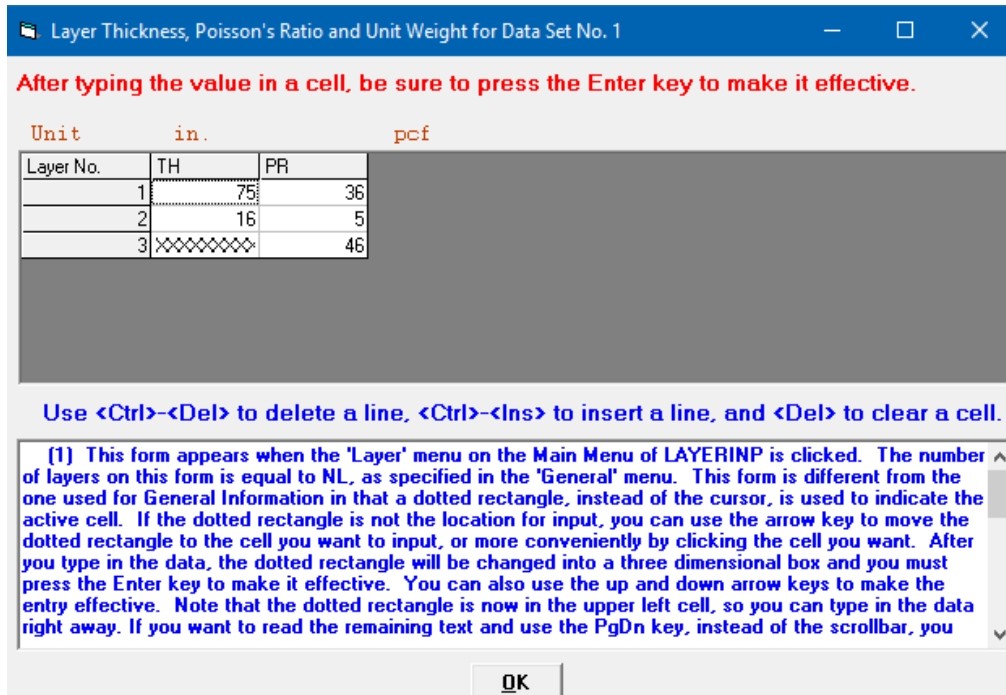 Layer Thickness, Poisson's Ratio and Unit Weight for Data Set No. 1
After typing the value in a cell, be sure to press the Enter key to make it effective.
Unit in. pcf
Layer No. TH PR
1 75 36
2 16 5
3 XXXXXXXX 46
Use <Ctrl>-<Del> to delete a line, <Ctrl>-<Ins> to insert a line, and <Del> to clear a cell.
(1) This form appears when the 'Layer' menu on the Main Menu of LAYERINP is clicked. The number
of layers on this form is equal to NL, as specified in the 'General' menu. This form is different from the
one used for General Information in that a dotted rectangle, instead of the cursor, is used to indicate the
active cell. If the dotted rectangle is not the location for input, you can use the arrow key to move the
dotted rectangle to the cell you want to input, or more conveniently by clicking the cell you want. After
you type in the data, the dotted rectangle will be changed into a three dimensional box and you must
press the Enter key to make it effective. You can also use the up and down arrow keys to make the
entry effective. Note that the dotted rectangle is now in the upper left cell, so you can type in the data
right away. If you want to read the remaining text and use the PgDn key, instead of the scrollbar, you
OK